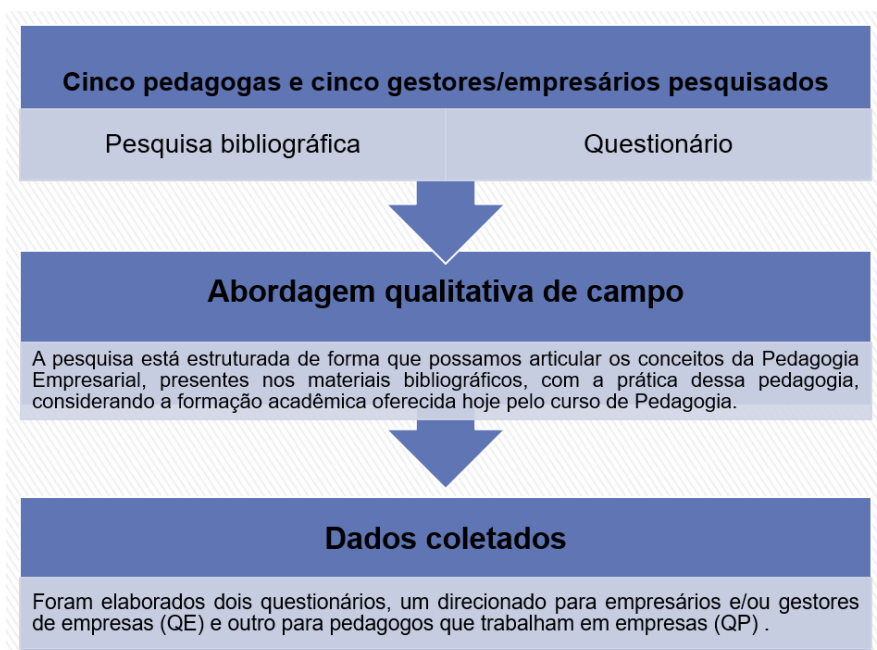 Cinco pedagogas e cinco gestores/empresários pesquisados
Pesquisa bibliográfica
Questionário
Abordagem qualitativa de campo
A pesquisa está estruturada de forma que possamos articular os conceitos da Pedagogia
Empresarial, presentes nos materiais bibliográficos, com a prática dessa pedagogia,
considerando a formação acadêmica oferecida hoje pelo curso de Pedagogia.
Dados coletados
Foram elaborados dois questionários, um direcionado para empresários e/ou gestores
de empresas (QE) e outro para pedagogos que trabalham em empresas (QP) .